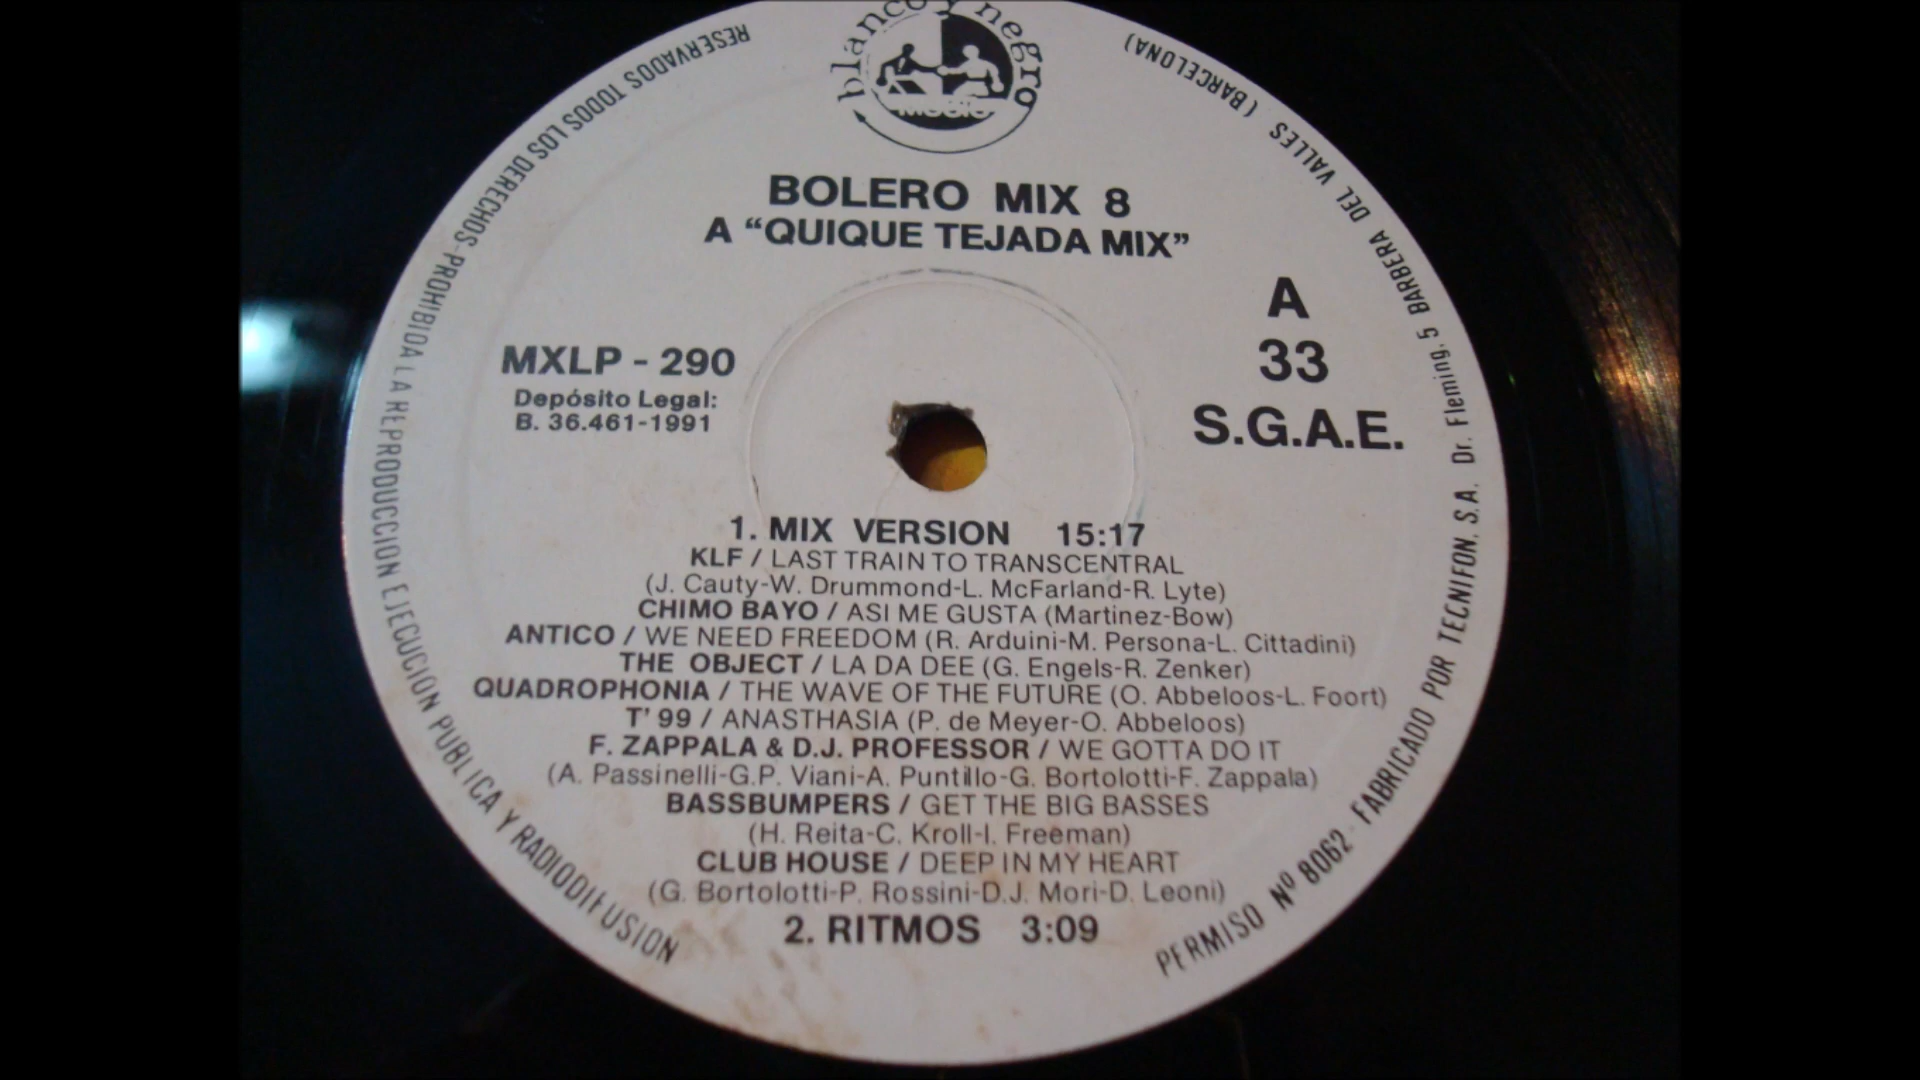 blanco y negro
MUSIC
BOLERO MIX 8
A “QUIQUE TEJADA MIX”
A
33
S.G.A.E.
MXLP - 290
Depósito Legal:
B. 36.461-1991
1. MIX VERSION 15:17
KLF / LAST TRAIN TO TRANSCENTRAL
(J. Cauty-W. Drummond-L. McFarland-R. Lyte)
CHIMO BAYO / ASI ME GUSTA (Martinez-Bow)
ANTICO / WE NEED FREEDOM (R. Arduini-M. Persona-L. Cittadini)
THE OBJECT / LA DA DEE (G. Engels-R. Zenker)
QUADROPHONIA / THE WAVE OF THE FUTURE (O. Abbeloos-L. Foort)
T' 99 / ANASTHASIA (P. de Meyer-O. Abbeloos)
F. ZAPPALA & D.J. PROFESSOR / WE GOTTA DO IT
(A. Passinelli-G.P. Viani-A. Puntillo-G. Bortolotti-F. Zappala)
BASSBUMPERS / GET THE BIG BASSES
(H. Reita-C. Kroll-I. Freeman)
CLUB HOUSE / DEEP IN MY HEART
(G. Bortolotti-P. Rossini-D.J. Mori-D. Leoni)
2. RITMOS 3:09
RESERVADOS TODOS LOS DERECHOS-PROHIBIDA LA REPRODUCCION EJECUCION PUBLICA Y RADIODIFUSION
PERMISO Nº 8062 - FABRICADO POR TECNIFON, S.A. Dr. Fleming, 5 BARBERA DEL VALLES (BARCELONA)